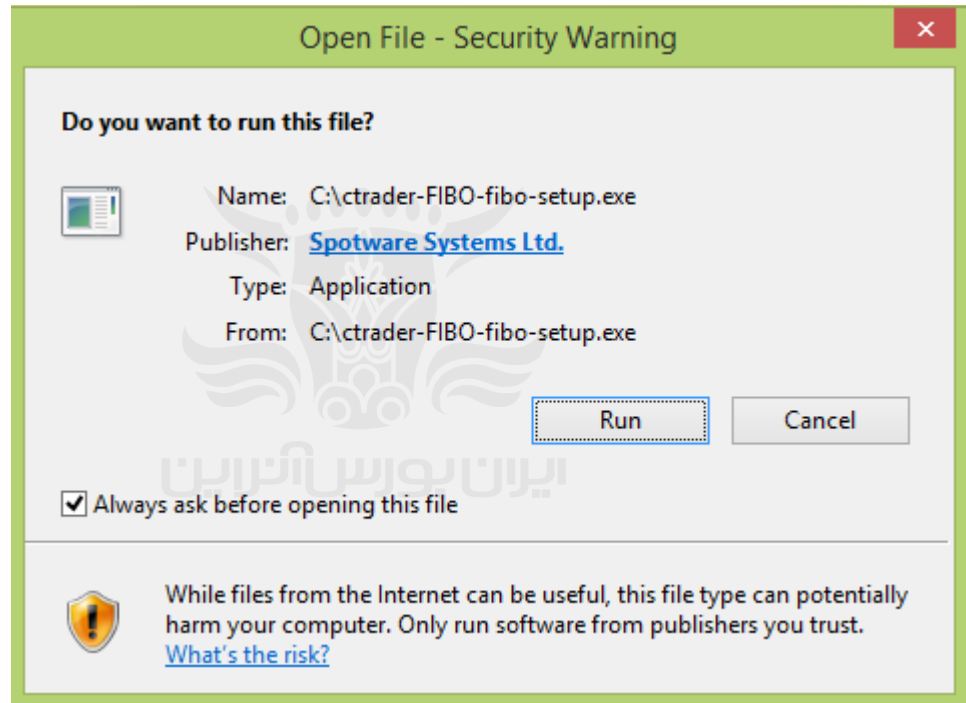 Open File - Security Warning
Do you want to run this file?
Name: C:\ctrader-FIBO-fibo-setup.exe
Publisher: Spotware Systems Ltd.
Type: Application
From: C:\ctrader-FIBO-fibo-setup.exe
Run Cancel
ایران بورس آنلاین
Always ask before opening this file
While files from the Internet can be useful, this file type can potentially
harm your computer. Only run software from publishers you trust.
What's the risk?